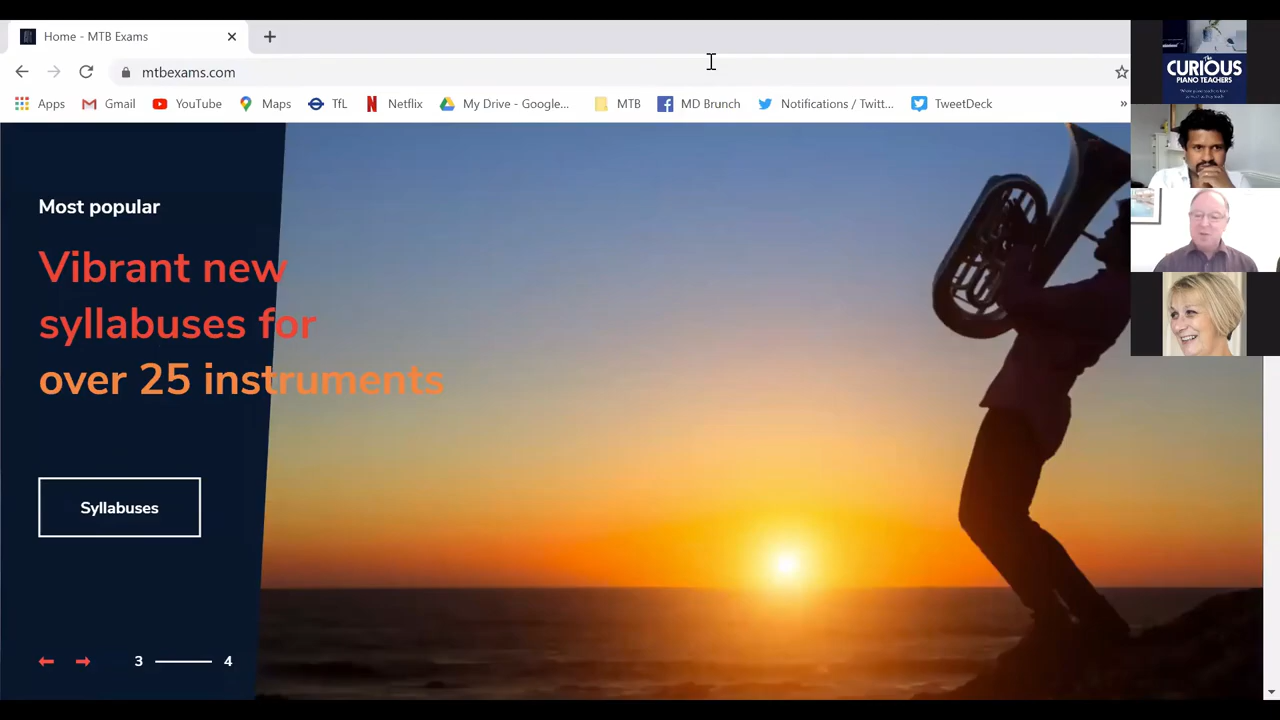 Home - MTB Exams
mtbexams.com
Apps
Gmail
YouTube
Maps
TfL
Netflix
My Drive - Google...
MTB
MD Brunch
Notifications / Twitt...
TweetDeck
»
Most popular
Vibrant new
syllabuses for
over 25 instruments
Syllabuses
3
4
The
CURIOUS
PIANO TEACHERS